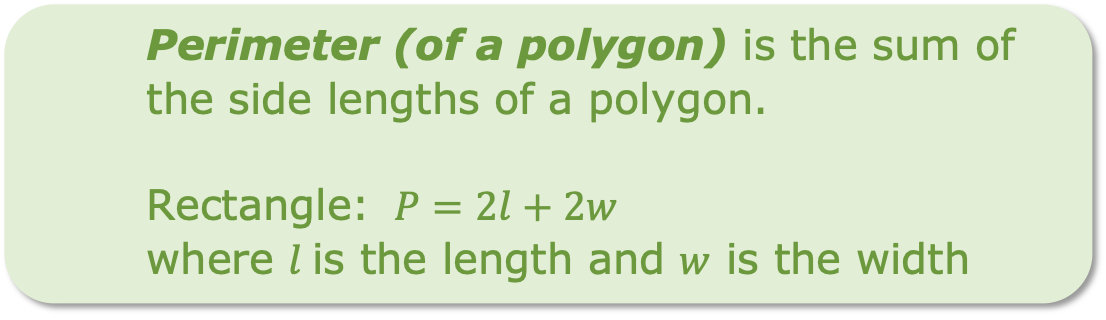 Perimeter (of a polygon) is the sum of
the side lengths of a polygon.
Rectangle: P = 2l + 2w
where l is the length and w is the width